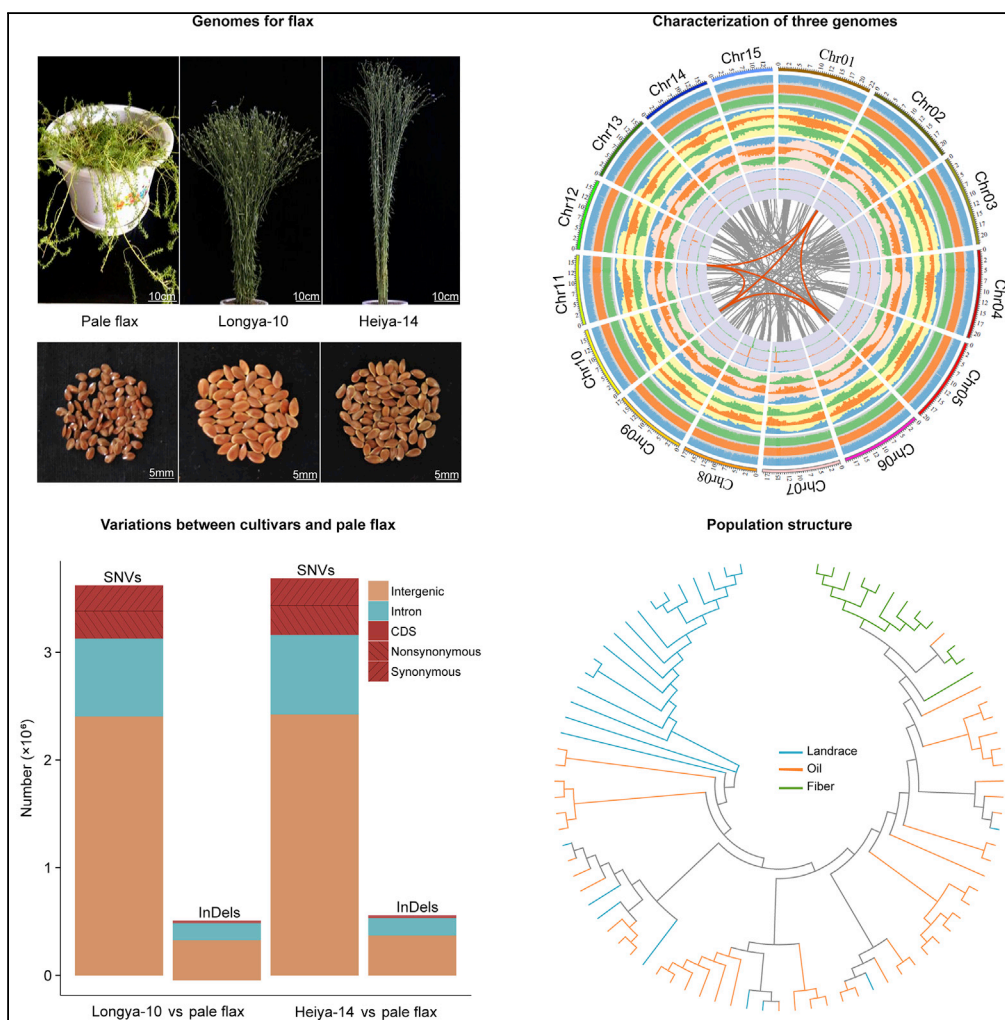 Genomes for flax
10cm
10cm
10cm
Pale flax
Longya-10
Heiya-14
5mm
5mm
5mm
Characterization of three genomes
Chr01
Chr02
Chr03
Chr04
Chr05
Chr06
Chr07
Chr08
Chr09
Chr10
Chr11
Chr12
Chr13
Chr14
Chr15
Variations between cultivars and pale flax
SNVs
SNVs
Intergenic
Intron
CDS
Nonsynonymous
Synonymous
InDels
InDels
Number (×10⁶)
3
2
1
0
Longya-10 vs pale flax
Heiya-14 vs pale flax
Population structure
Landrace
Oil
Fiber